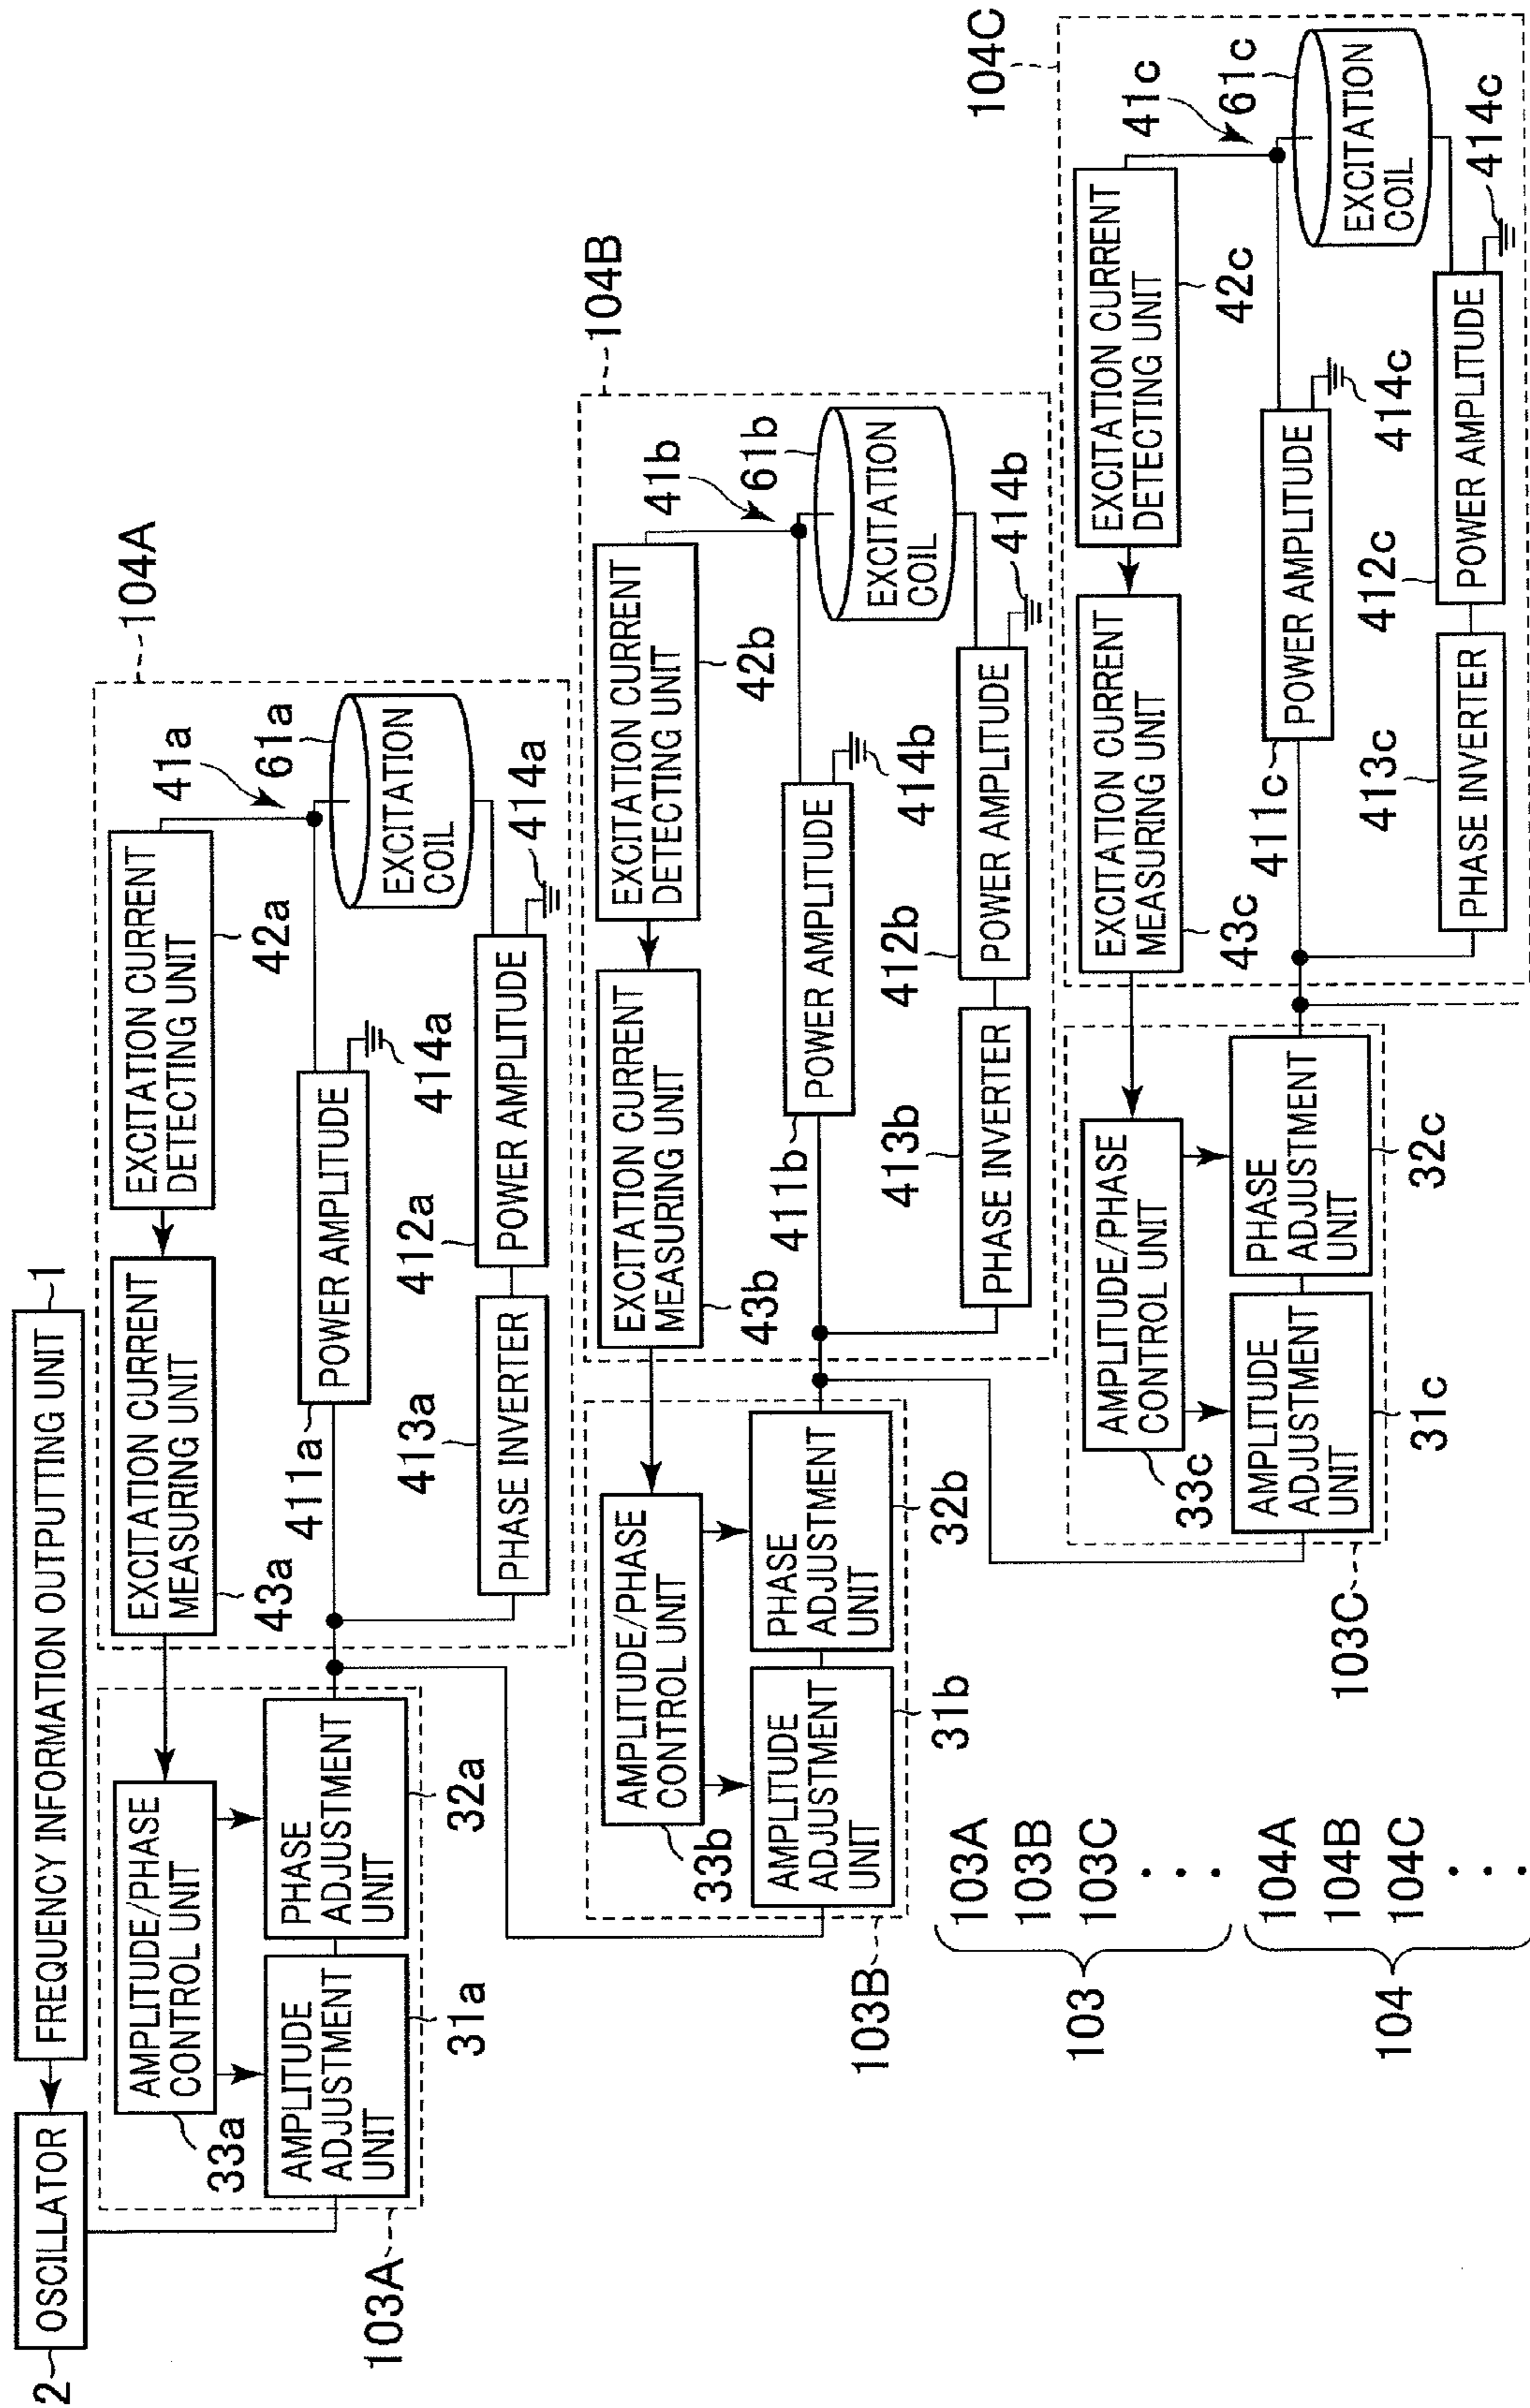 2
OSCILLATOR
FREQUENCY INFORMATION OUTPUTTING UNIT
1
103A
33a
AMPLITUDE/PHASE
CONTROL UNIT
AMPLITUDE
ADJUSTMENT
UNIT
31a
PHASE
ADJUSTMENT
UNIT
32a
104A
EXCITATION CURRENT
MEASURING UNIT
43a
EXCITATION CURRENT
DETECTING UNIT
42a
41a
61a
EXCITATION
COIL
411a
POWER AMPLITUDE
414a
413a
PHASE INVERTER
412a
POWER AMPLITUDE
414a
103B
33b
AMPLITUDE/PHASE
CONTROL UNIT
AMPLITUDE
ADJUSTMENT
UNIT
31b
PHASE
ADJUSTMENT
UNIT
32b
104B
EXCITATION CURRENT
MEASURING UNIT
43b
EXCITATION CURRENT
DETECTING UNIT
42b
41b
61b
EXCITATION
COIL
411b
POWER AMPLITUDE
414b
413b
PHASE INVERTER
412b
POWER AMPLITUDE
414b
103C
33c
AMPLITUDE/PHASE
CONTROL UNIT
AMPLITUDE
ADJUSTMENT
UNIT
31c
PHASE
ADJUSTMENT
UNIT
32c
104C
EXCITATION CURRENT
MEASURING UNIT
43c
EXCITATION CURRENT
DETECTING UNIT
42c
41c
61c
EXCITATION
COIL
411c
POWER AMPLITUDE
414c
413c
PHASE INVERTER
412c
POWER AMPLITUDE
414c
103
103A
103B
103C
...
104
104A
104B
104C
...